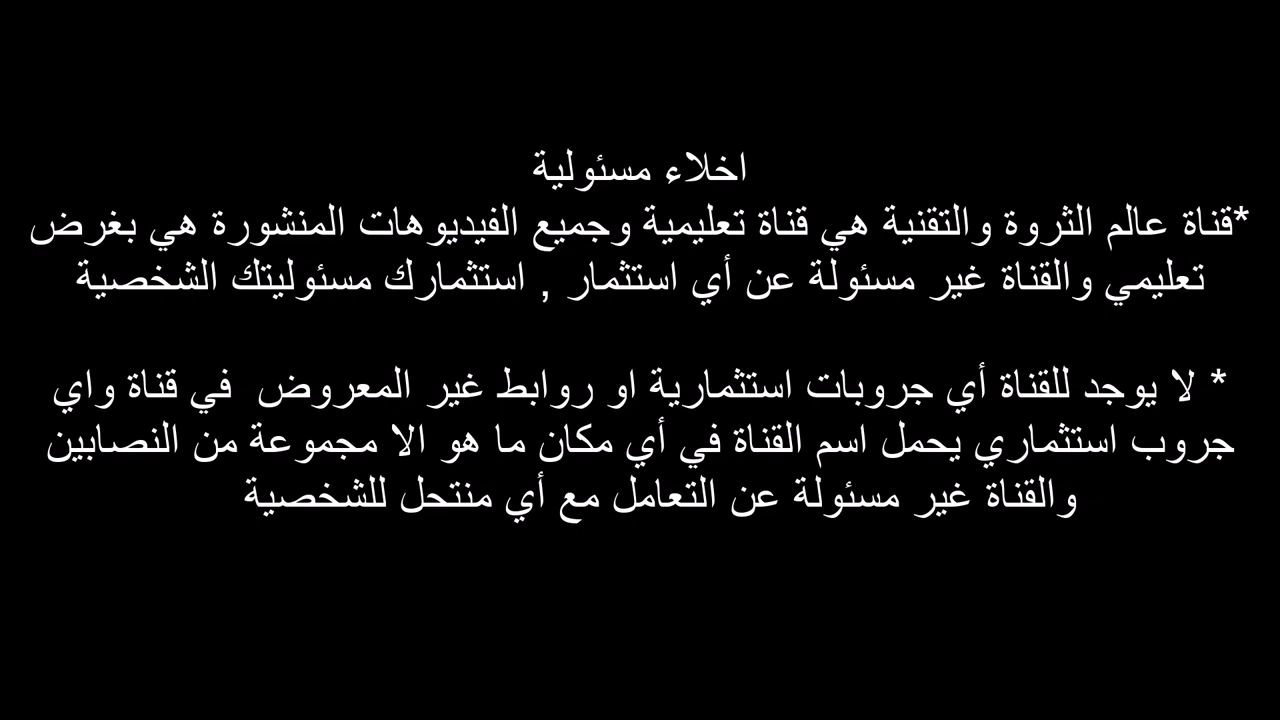 اخلاء مسئولية
*قناة عالم الثروة والتقنية هي قناة تعليمية وجميع الفيديوهات المنشورة هي بغرض
تعليمي والقناة غير مسئولة عن أي استثمار , استثمارك مسئوليتك الشخصية
* لا يوجد للقناة أي جروبات استثمارية او روابط غير المعروض في قناة واي
جروب استثماري يحمل اسم القناة في أي مكان ما هو الا مجموعة من النصابين
والقناة غير مسئولة عن التعامل مع أي منتحل للشخصية